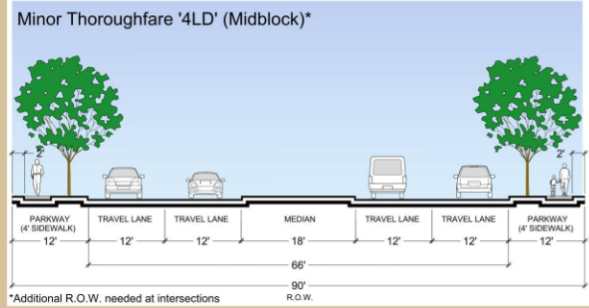 Minor Thoroughfare '4LD' (Midblock)*
2'
2'
PARKWAY
(4' SIDEWALK)
TRAVEL LANE
TRAVEL LANE
MEDIAN
TRAVEL LANE
TRAVEL LANE
PARKWAY
(4' SIDEWALK)
12'
12'
12'
18'
12'
12'
12'
66'
90'
R.O.W.
*Additional R.O.W. needed at intersections